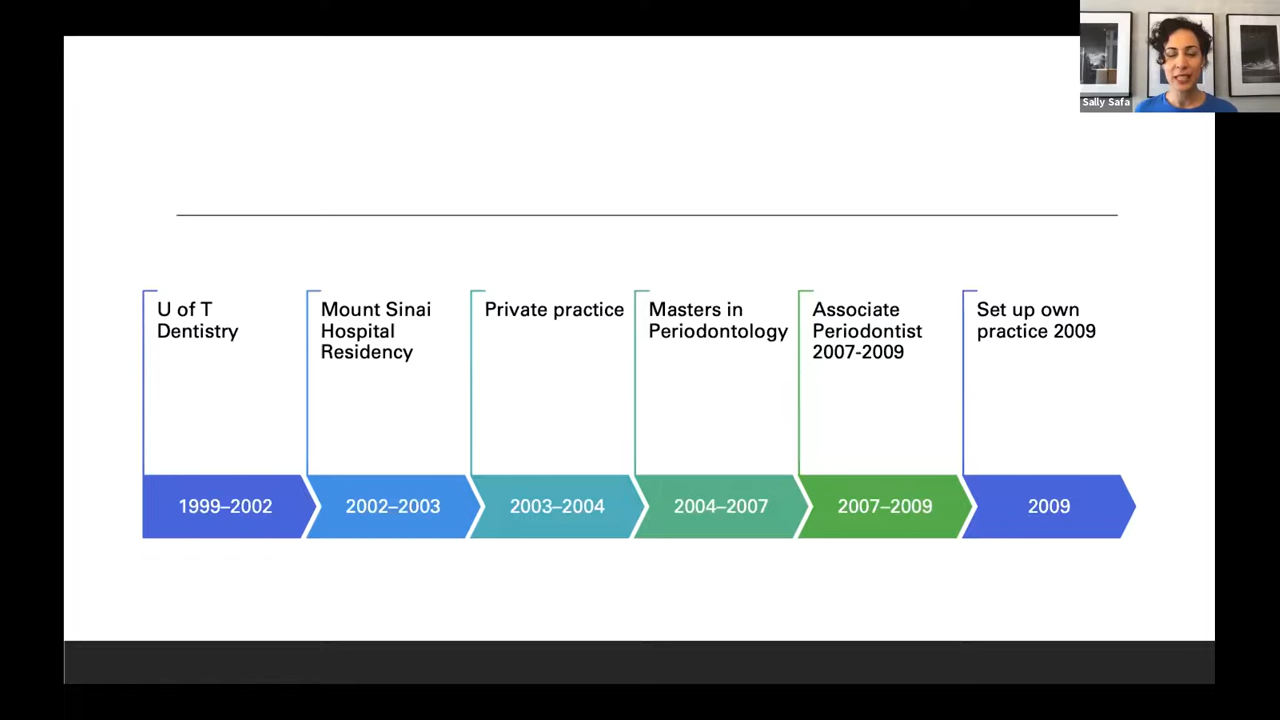 Sally Safa
U of T
Dentistry
Mount Sinai
Hospital
Residency
Private practice
Masters in
Periodontology
Associate
Periodontist
2007-2009
Set up own
practice 2009
1999–2002
2002–2003
2003–2004
2004–2007
2007–2009
2009